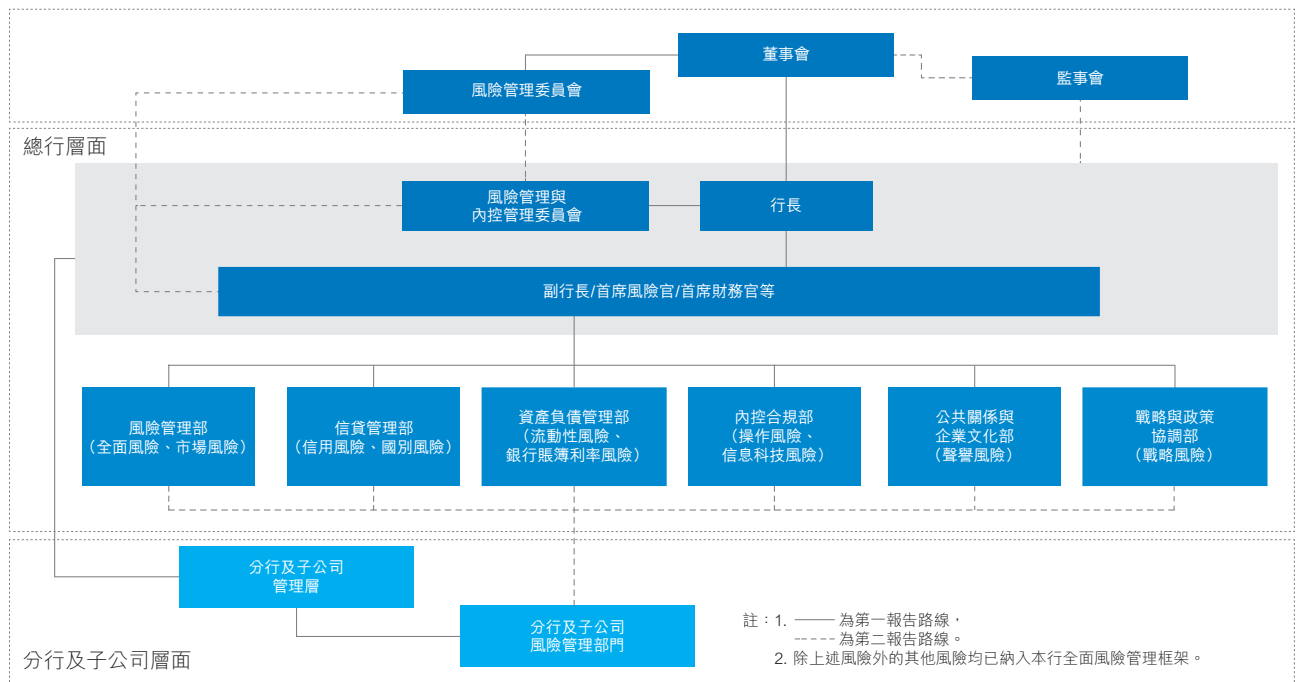 董事會
風險管理委員會
監事會
總行層面
風險管理與
內控管理委員會
行長
副行長/首席風險官/首席財務官等
風險管理部
（全面風險、市場風險）
信貸管理部
（信用風險、國別風險）
資產負債管理部
（流動性風險、
銀行賬簿利率風險）
內控合規部
（操作風險、
信息科技風險）
公共關係與
企業文化部
（聲譽風險）
戰略與政策
協調部
（戰略風險）
分行及子公司
管理層
分行及子公司
風險管理部門
分行及子公司層面
註：1. —— 為第一報告路線，
----- 為第二報告路線。
2. 除上述風險外的其他風險均已納入本行全面風險管理框架。